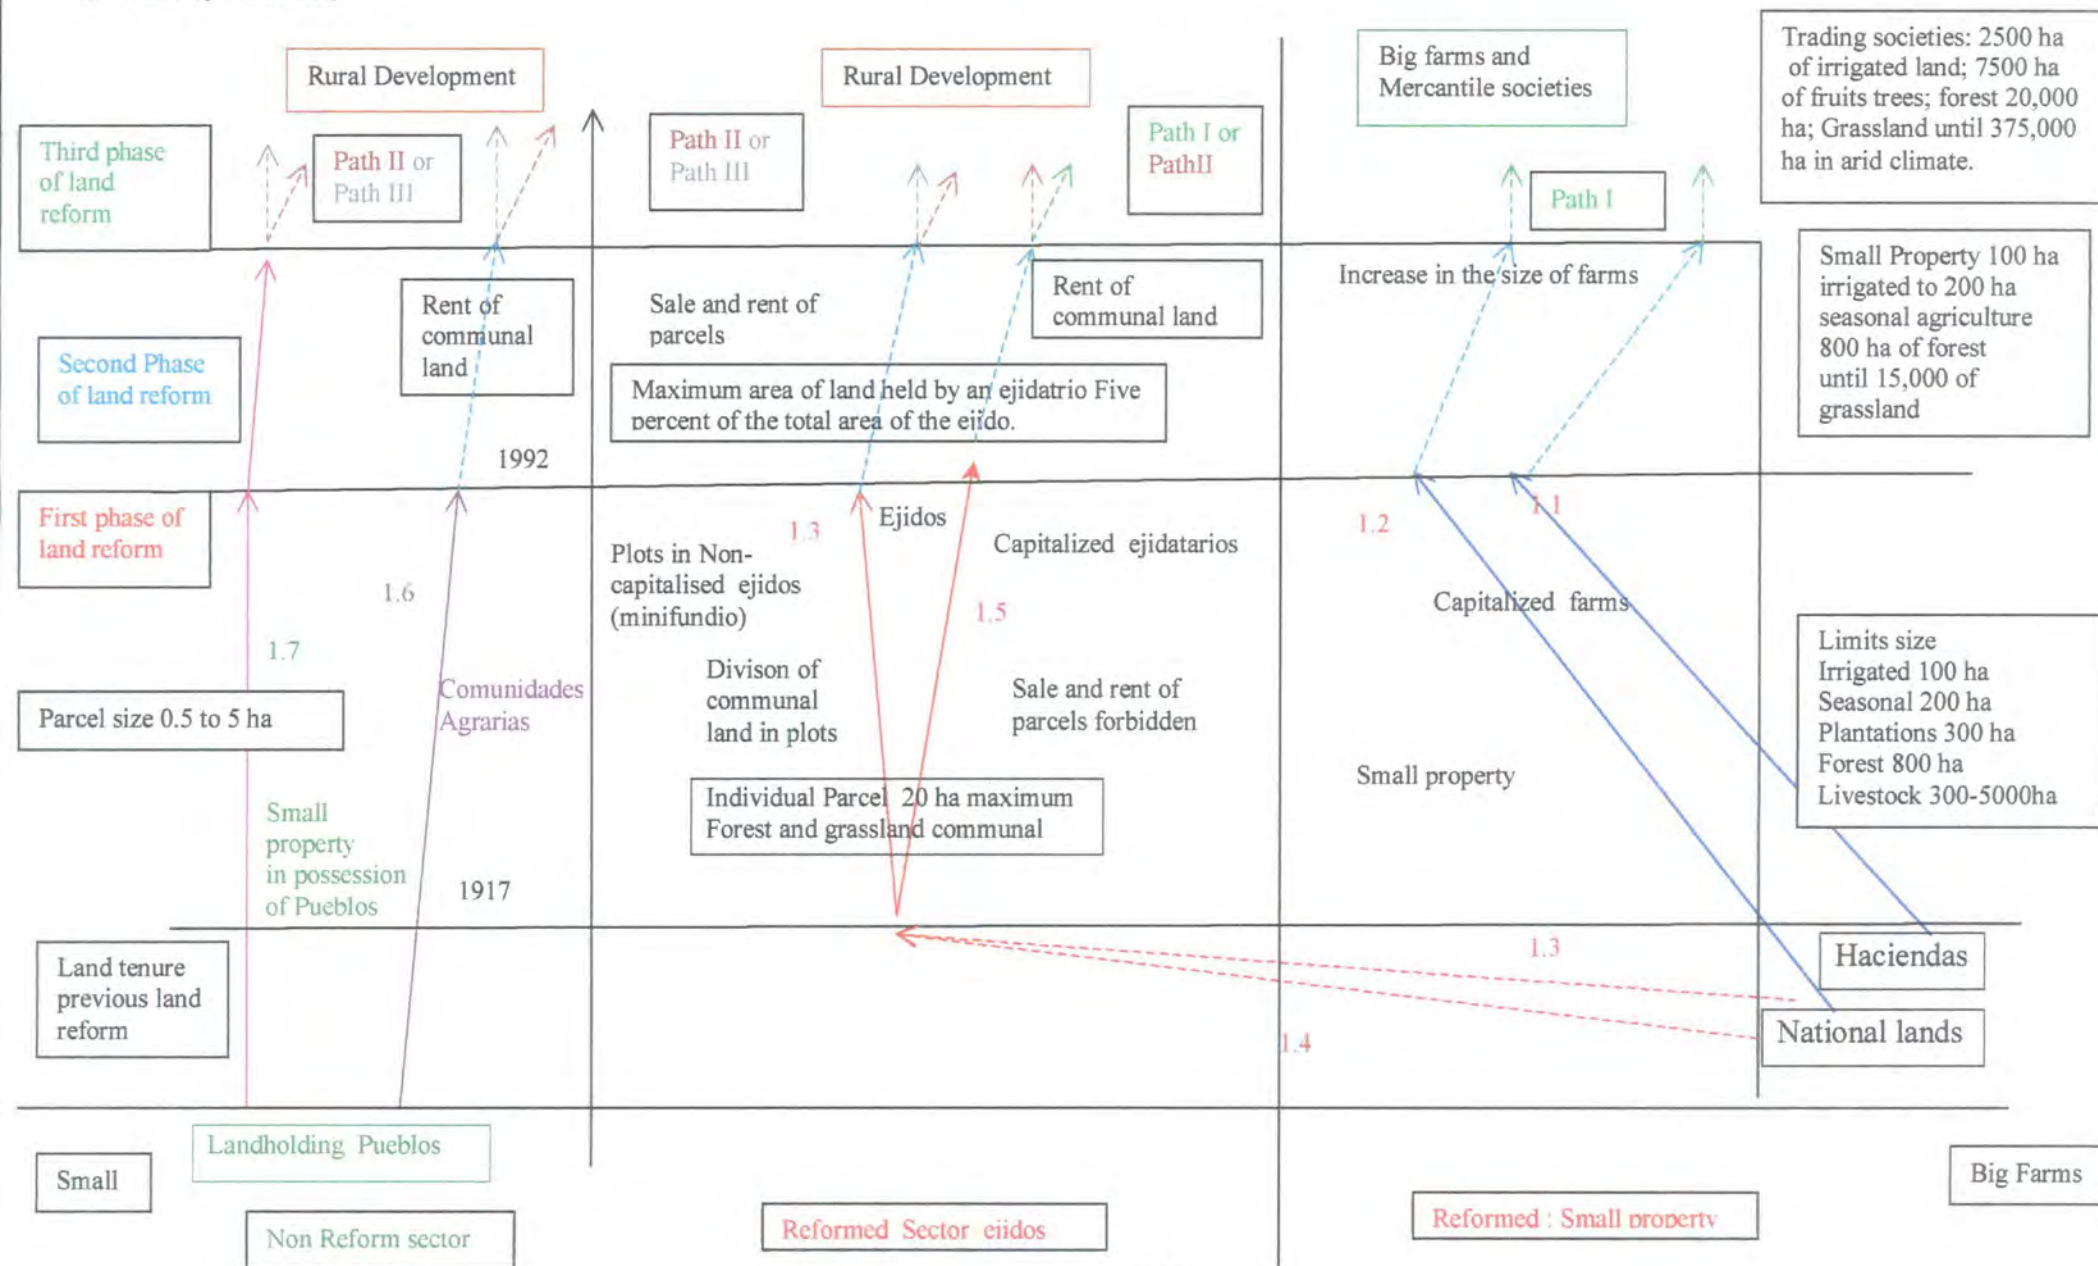 Rural Development
Rural Development
Big farms and
Mercantile societies
Trading societies: 2500 ha
of irrigated land; 7500 ha
of fruits trees; forest 20,000
ha; Grassland until 375,000
ha in arid climate.
Third phase
of land
reform
Path II or
Path III
Path II or
Path III
Path I or
PathII
Path I
Rent of
communal
land
Sale and rent of
parcels
Rent of
communal land
Increase in the size of farms
Small Property 100 ha
irrigated to 200 ha
seasonal agriculture
800 ha of forest
until 15,000 of
grassland
Second Phase
of land reform
Maximum area of land held by an ejidatrio Five
percent of the total area of the ejido.
1992
First phase of
land reform
1.6
1.7
Plots in Non-
capitalised ejidos
(minifundio)
1.3
Ejidos
Capitalized ejidatarios
1.5
1.2
1.1
Capitalized farms
Parcel size 0.5 to 5 ha
Comunidades
Agrarias
Divison of
communal
land in plots
Sale and rent of
parcels forbidden
Small property
Limits size
Irrigated 100 ha
Seasonal 200 ha
Plantations 300 ha
Forest 800 ha
Livestock 300-5000ha
Small
property
in possession
of Pueblos
1917
Individual Parcel 20 ha maximum
Forest and grassland communal
Land tenure
previous land
reform
1.3
1.4
Haciendas
National lands
Small
Landholding Pueblos
Non Reform sector
Reformed Sector ejidos
Reformed : Small property
Big Farms